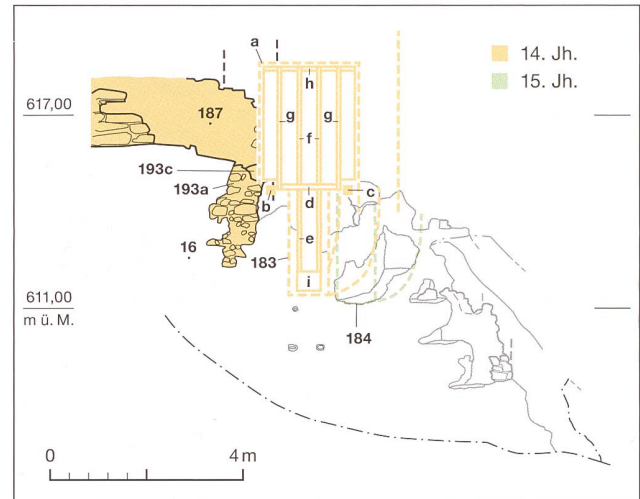 a
14. Jh.
15. Jh.
617,00
h
187
g
g
f
193c
193a
b
d
c
16
183
e
i
611,00
m ü. M.
184
0
4 m